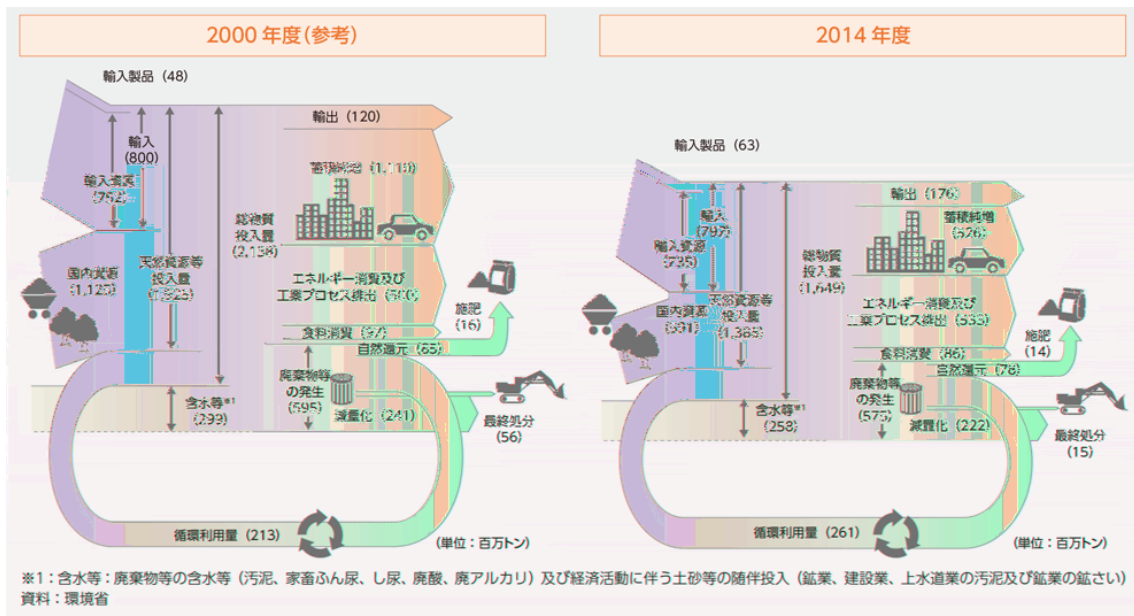 2000 年度（参考）
輸入製品（48）
輸出（120）
輸入
（800）
輸入資源
（752）
蓄積純増
総物質
投入量
（2,138）
国内資源
（1,125）
天然資源等
投入量
（1,925）
エネルギー消費及び
工業プロセス排出（500）
施肥
（16）
食料消費（97）
自然還元（85）
廃棄物等
の発生
（595）
含水等※1
（299）
減量化（241）
最終処分
（56）
循環利用量（213）
（単位：百万トン）
2014 年度
輸入製品（63）
輸出（176）
輸入
（797）
輸入資源
（735）
蓄積純増
（526）
総物質
投入量
（1,649）
国内資源
（591）
天然資源等
投入量
（1,388）
エネルギー消費及び
工業プロセス排出（533）
施肥
（14）
食料消費（86）
自然還元（78）
廃棄物等
の発生
（575）
含水等※1
（258）
減量化（222）
最終処分
（15）
循環利用量（261）
（単位：百万トン）
※1：含水等：廃棄物等の含水等（汚泥、家畜ふん尿、し尿、廃酸、廃アルカリ）及び経済活動に伴う土砂等の随伴投入（鉱業、建設業、上水道業の汚泥及び鉱業の鉱さい）
資料：環境省